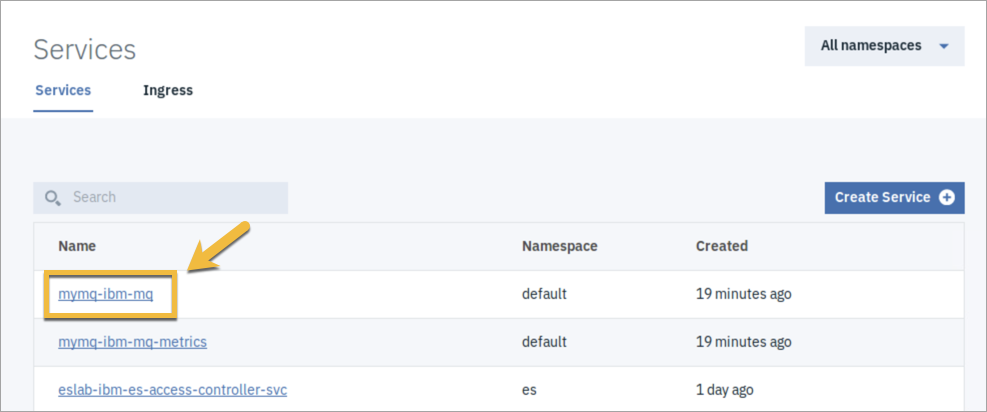 Services
All namespaces
Services Ingress
Search
Create Service
Name Namespace Created
mymq-ibm-mq default 19 minutes ago
mymq-ibm-mq-metrics default 19 minutes ago
eslab-ibm-es-access-controller-svc es 1 day ago